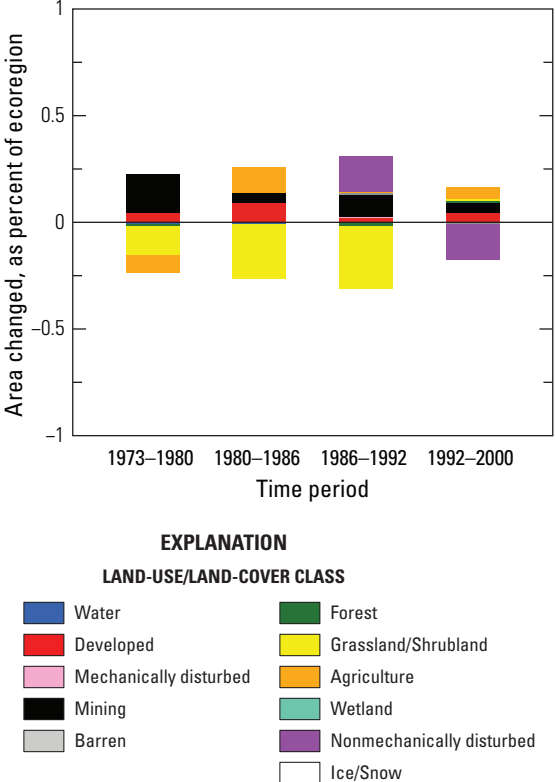 Area changed, as percent of ecoregion
1
0.5
0
–0.5
–1
1973–1980 1980–1986 1986–1992 1992–2000
Time period
EXPLANATION
LAND-USE/LAND-COVER CLASS
Water
Developed
Mechanically disturbed
Mining
Barren
Forest
Grassland/Shrubland
Agriculture
Wetland
Nonmechanically disturbed
Ice/Snow